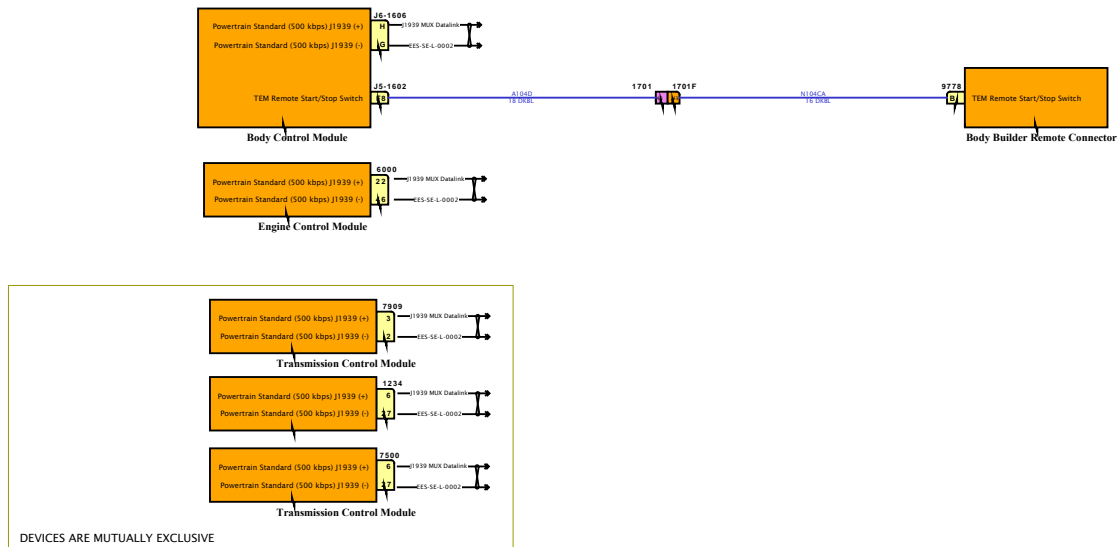 J6-1606
Powertrain Standard (500 kbps) J1939 (+) H J1939 MUX Datalink
Powertrain Standard (500 kbps) J1939 (-) G EES-SE-L-0002
J5-1602 1701 1701F 9778
TEM Remote Start/Stop Switch E8 A104D N104CA B TEM Remote Start/Stop Switch
18 DKBL 16 DKBL
Body Control Module Body Builder Remote Connector
6000
Powertrain Standard (500 kbps) J1939 (+) 22 J1939 MUX Datalink
Powertrain Standard (500 kbps) J1939 (-) 46 EES-SE-L-0002
Engine Control Module
7909
Powertrain Standard (500 kbps) J1939 (+) 3 J1939 MUX Datalink
Powertrain Standard (500 kbps) J1939 (-) 2 EES-SE-L-0002
Transmission Control Module
1234
Powertrain Standard (500 kbps) J1939 (+) 6 J1939 MUX Datalink
Powertrain Standard (500 kbps) J1939 (-) 27 EES-SE-L-0002
7500
Powertrain Standard (500 kbps) J1939 (+) 6 J1939 MUX Datalink
Powertrain Standard (500 kbps) J1939 (-) 27 EES-SE-L-0002
Transmission Control Module
DEVICES ARE MUTUALLY EXCLUSIVE